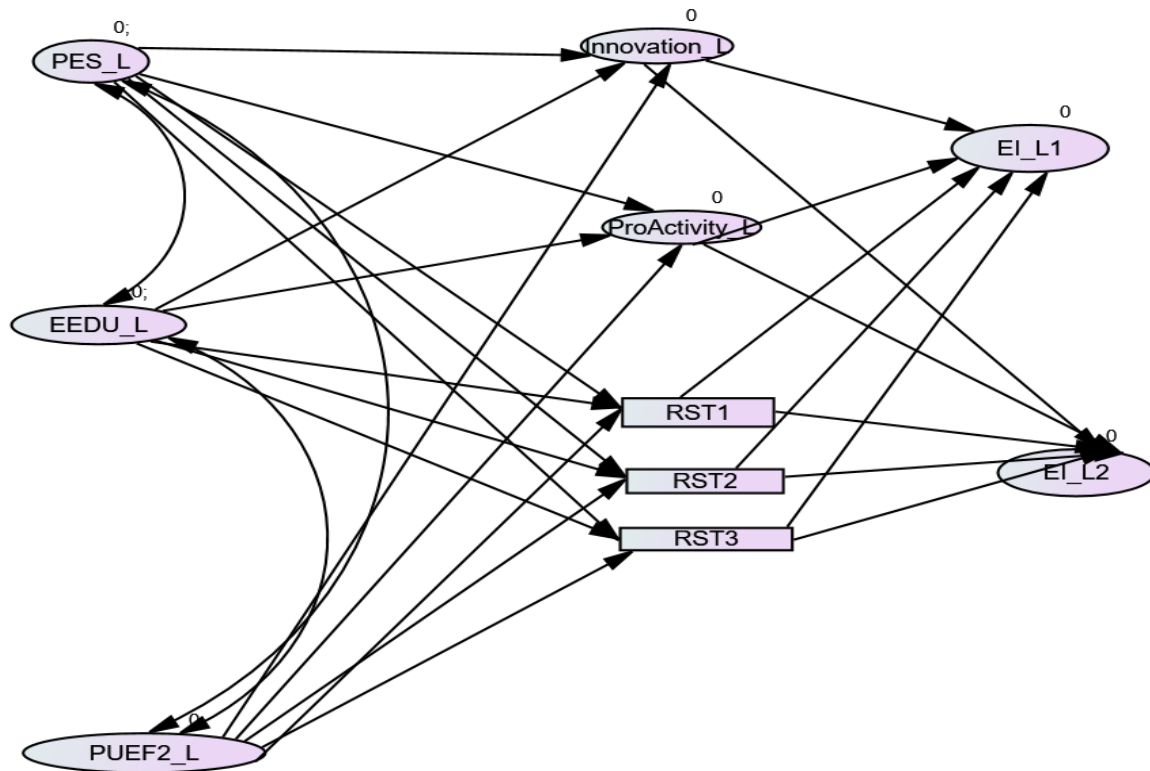 0;
PES_L
0
Innovation_L
0
EI_L1
0
ProActivity_L
0;
EEDU_L
RST1
RST2
RST3
0
EI_L2
0;
PUEF2_L